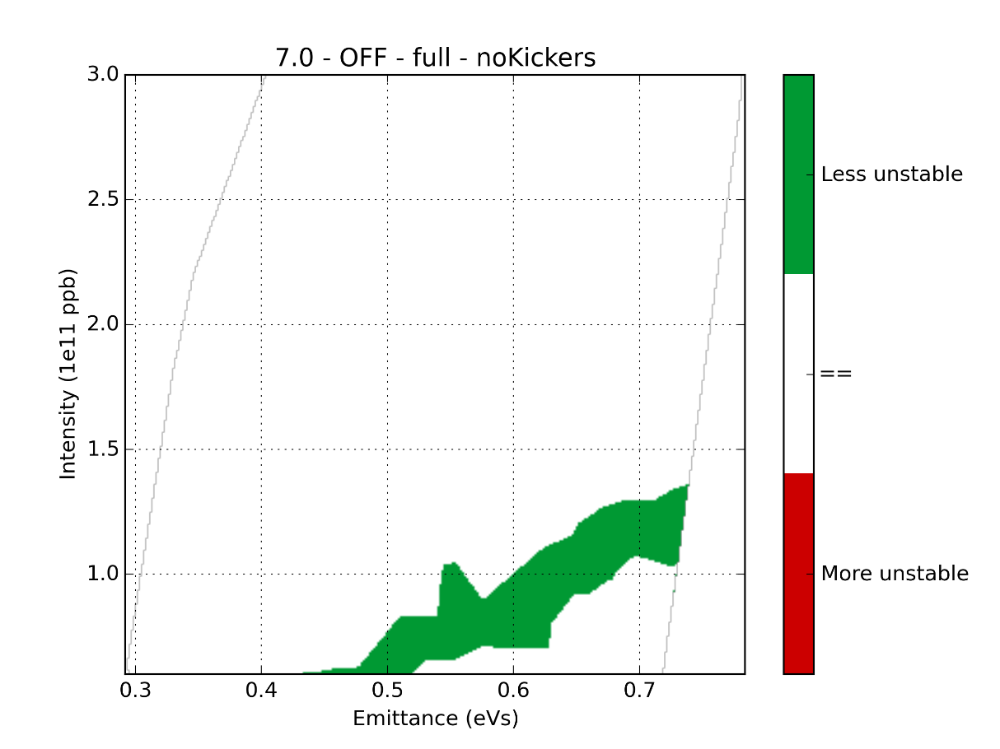 7.0 - OFF - full - noKickers
3.0
2.5
2.0
1.5
1.0
Intensity (1e11 ppb)
0.3 0.4 0.5 0.6 0.7
Emittance (eVs)
Less unstable
==
More unstable